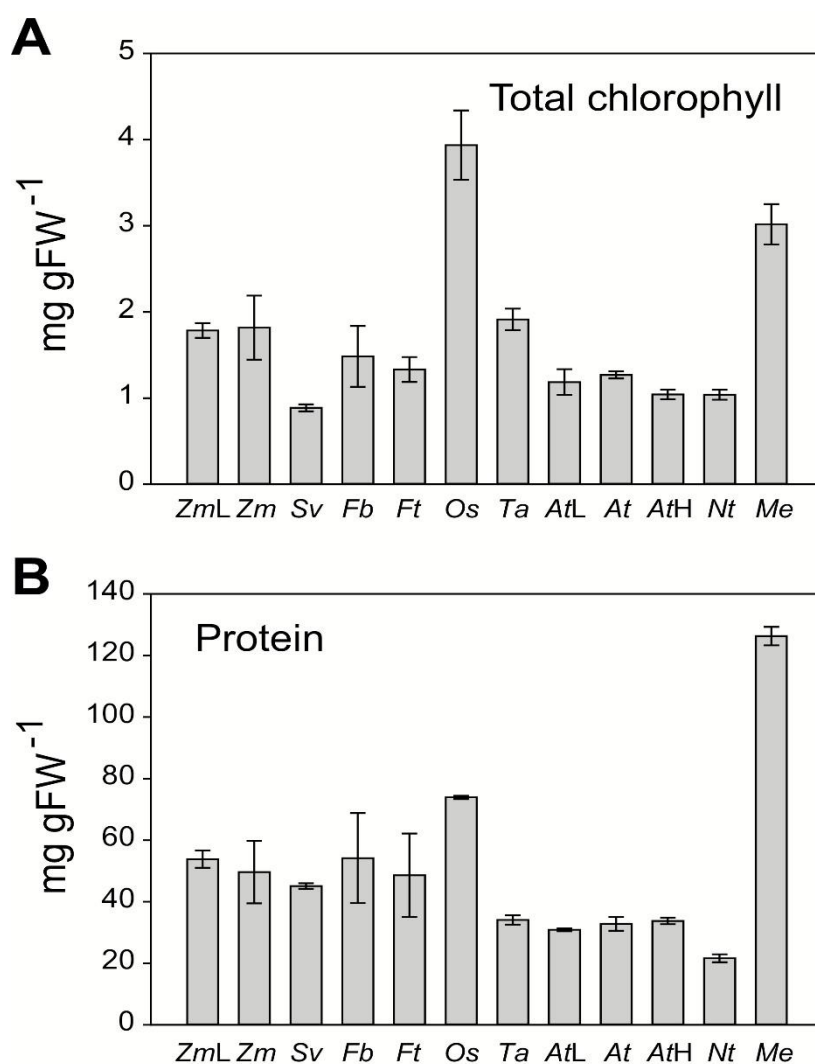 A
Total chlorophyll
mg gFW⁻¹
5
4
3
2
1
0
ZmL Zm Sv Fb Ft Os Ta AtL At AtH Nt Me
B
Protein
mg gFW⁻¹
140
120
100
80
60
40
20
0
ZmL Zm Sv Fb Ft Os Ta AtL At AtH Nt Me